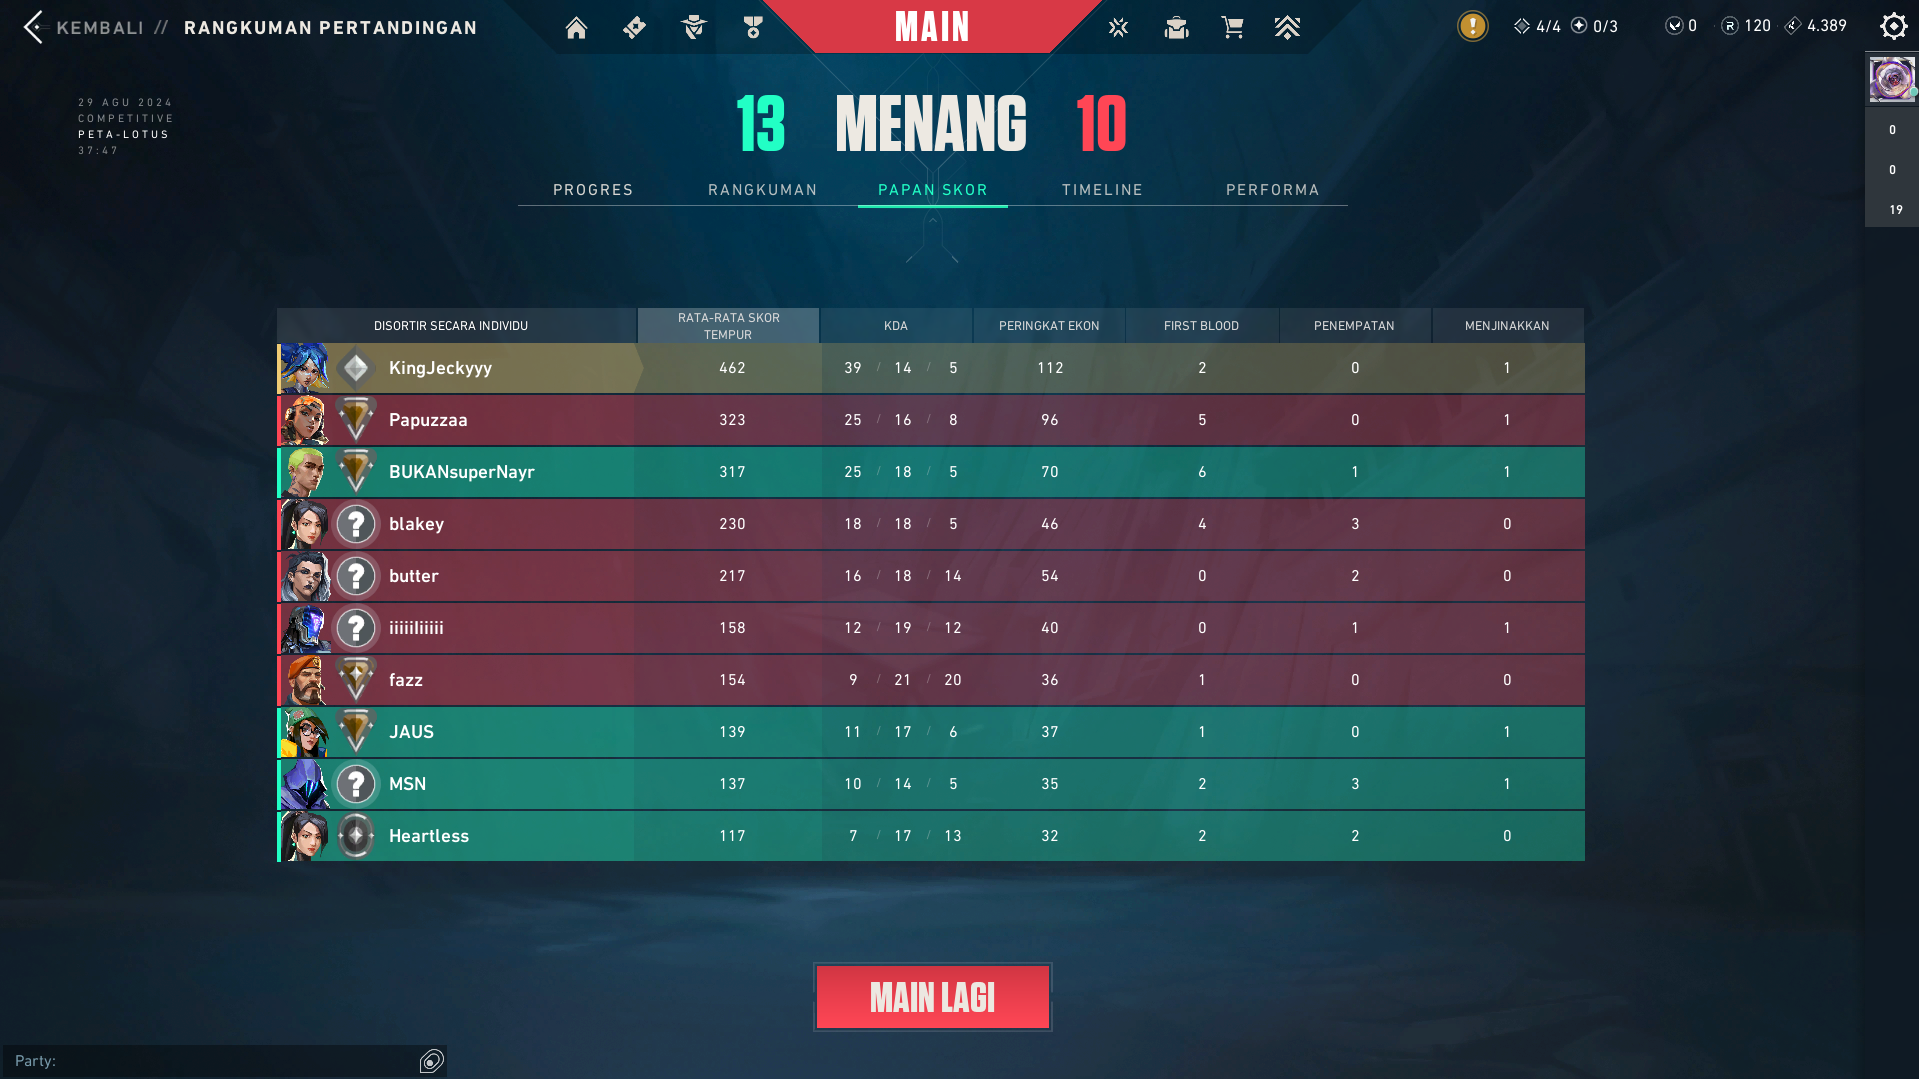 KEMBALI // RANGKUMAN PERTANDINGAN
MAIN
4/4 0/3 0 120 4.389
29 AGU 2024
COMPETITIVE
PETA-LOTUS
37:47
13 MENANG 10
0
0
19
PROGRES RANGKUMAN PAPAN SKOR TIMELINE PERFORMA
DISORTIR SECARA INDIVIDU RATA-RATA SKOR TEMPUR KDA PERINGKAT EKON FIRST BLOOD PENEMPATAN MENJINAKKAN
KingJeckyyy 462 39 / 14 / 5 112 2 0 1
Papuzzaa 323 25 / 16 / 8 96 5 0 1
BUKANsuperNayr 317 25 / 18 / 5 70 6 1 1
? blakey 230 18 / 18 / 5 46 4 3 0
? butter 217 16 / 18 / 14 54 0 2 0
? iiiiiIiiiii 158 12 / 19 / 12 40 0 1 1
fazz 154 9 / 21 / 20 36 1 0 0
JAUS 139 11 / 17 / 6 37 1 0 1
? MSN 137 10 / 14 / 5 35 2 3 1
Heartless 117 7 / 17 / 13 32 2 2 0
MAIN LAGI
Party: